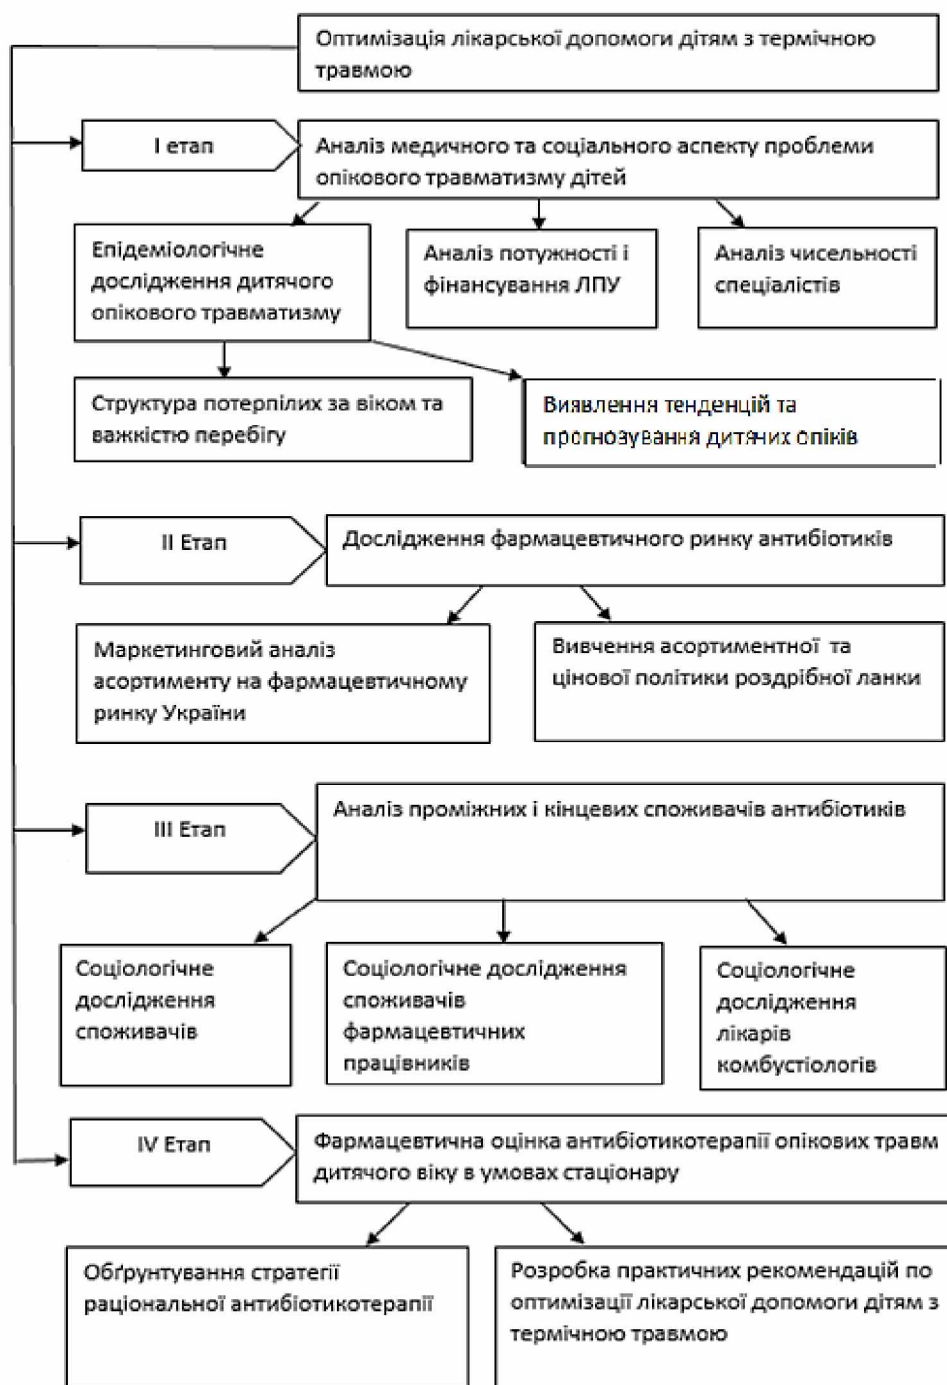 Оптимізація лікарської допомоги дітям з термічною
травмою
І етап
Аналіз медичного та соціального аспекту проблеми
опікового травматизму дітей
Епідеміологічне
дослідження дитячого
опікового травматизму
Аналіз потужності і
фінансування ЛПУ
Аналіз чисельності
спеціалістів
Структура потерпілих за віком та
важкістю перебігу
Виявлення тенденцій та
прогнозування дитячих опіків
ІІ Етап
Дослідження фармацевтичного ринку антибіотиків
Маркетинговий аналіз
асортименту на фармацевтичному
ринку України
Вивчення асортиментної та
цінової політики роздрібної ланки
ІІІ Етап
Аналіз проміжних і кінцевих споживачів антибіотиків
Соціологічне
дослідження
споживачів
Соціологічне дослідження
споживачів
фармацевтичних
працівників
Соціологічне
дослідження
лікарів
комбустіологів
IV Етап
Фармацевтична оцінка антибіотикотерапії опікових травм
дитячого віку в умовах стаціонару
Обґрунтування стратегії
раціональної антибіотикотерапії
Розробка практичних рекомендацій по
оптимізації лікарської допомоги дітям з
термічною травмою